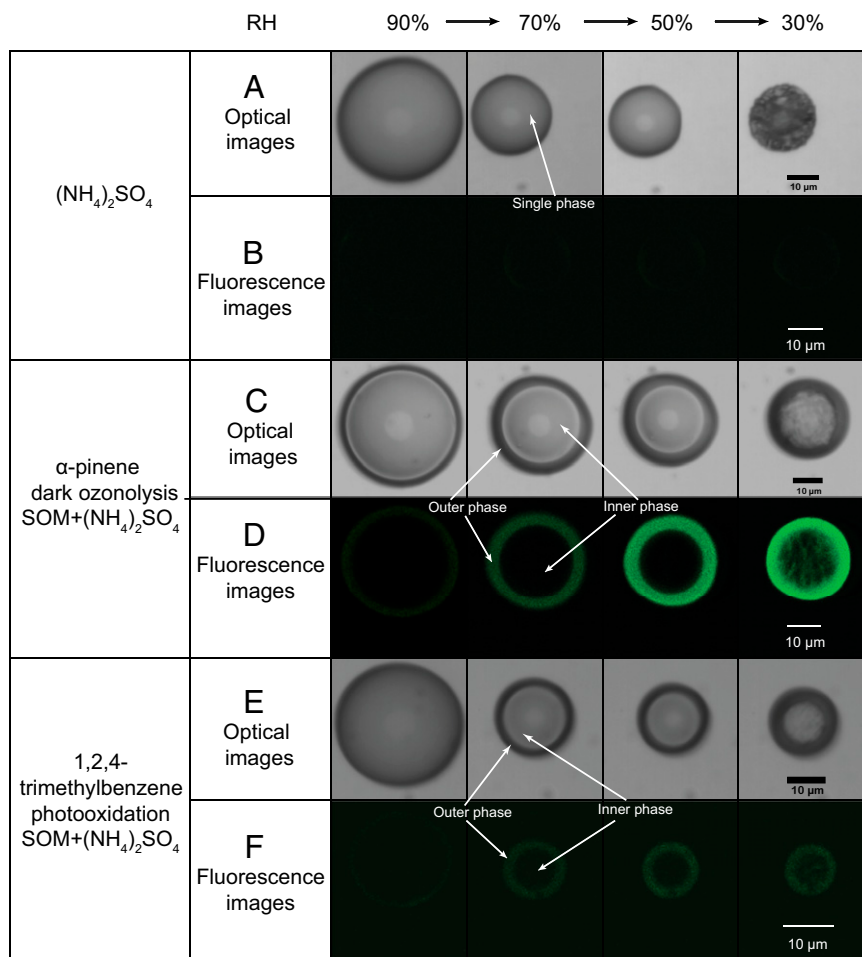 RH 90% 70% 50% 30%
(NH₄)₂SO₄
A
Optical
images
Single phase
10 µm
B
Fluorescence
images
10 µm
α-pinene
dark ozonolysis
SOM+(NH₄)₂SO₄
C
Optical
images
10 µm
Outer phase
Inner phase
D
Fluorescence
images
10 µm
1,2,4-
trimethylbenzene
photooxidation
SOM+(NH₄)₂SO₄
E
Optical
images
10 µm
Outer phase
Inner phase
F
Fluorescence
images
10 µm